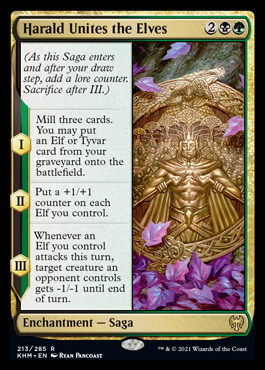 Harald Unites the Elves 2
(As this Saga enters
and after your draw
step, add a lore counter.
Sacrifice after III.)
I
Mill three cards.
You may put
an Elf or Tyvar
card from your
graveyard onto the
battlefield.
II
Put a +1/+1
counter on each
Elf you control.
III
Whenever an
Elf you control
attacks this turn,
target creature an
opponent controls
gets -1/-1 until end
of turn.
Enchantment — Saga
213/285 R
KHM • EN RYAN PANCOAST
™ & © 2021 Wizards of the Coast